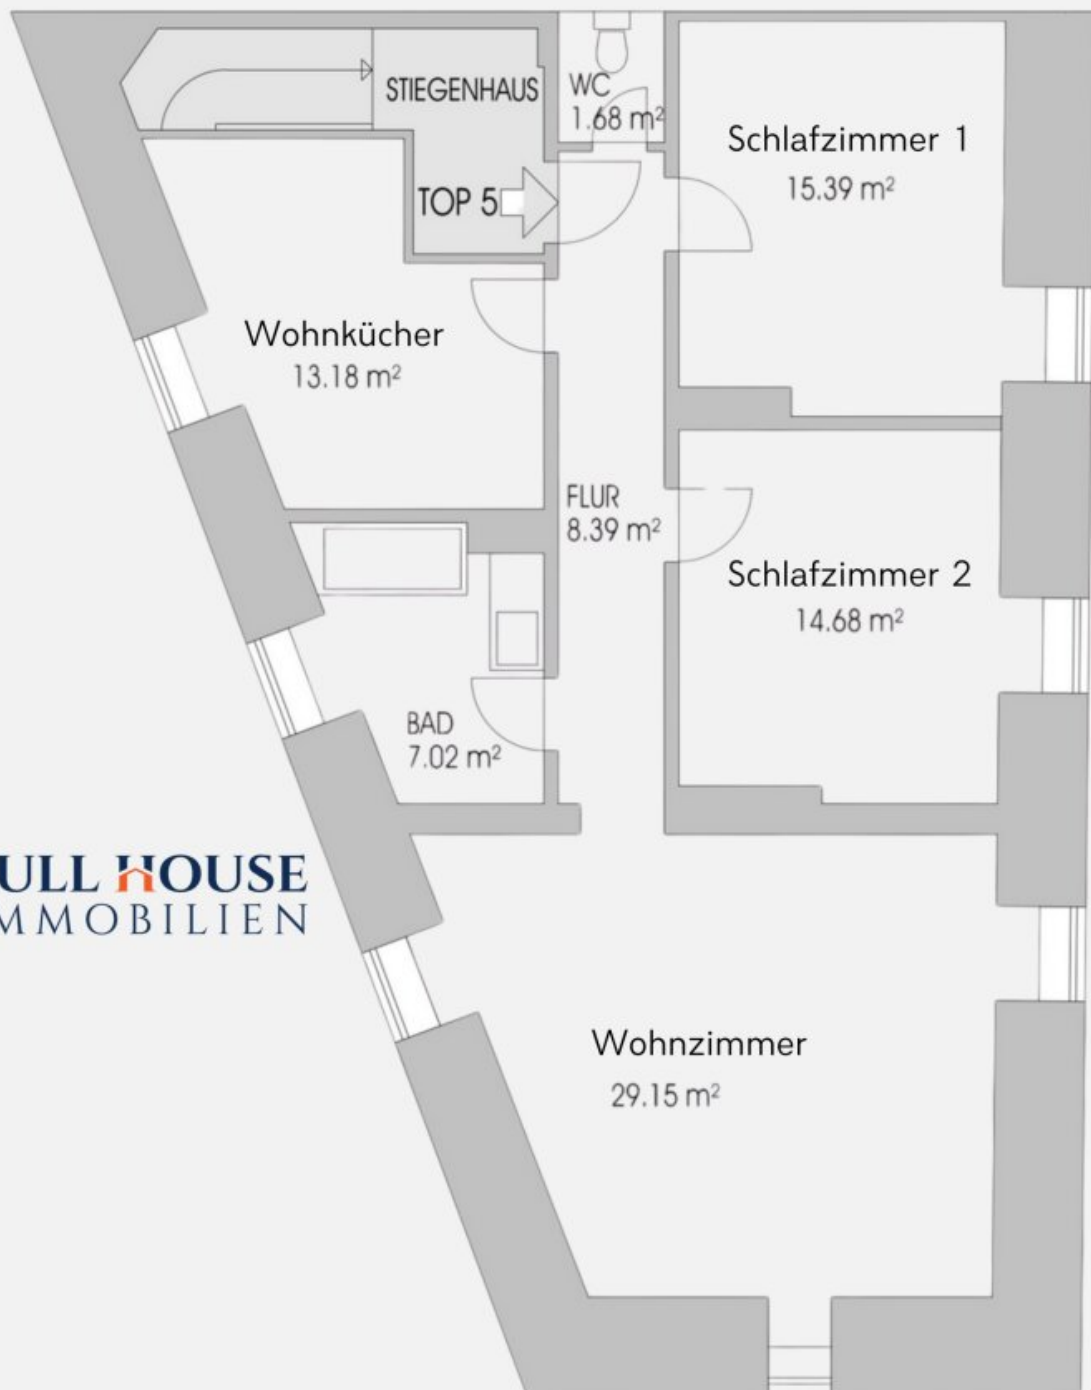 STIEGENHAUS
WC
1.68 m²
Schlafzimmer 1
15.39 m²
TOP 5
Wohnkücher
13.18 m²
FLUR
8.39 m²
Schlafzimmer 2
14.68 m²
BAD
7.02 m²
ULL HOUSE
MMOBILIEN
Wohnzimmer
29.15 m²